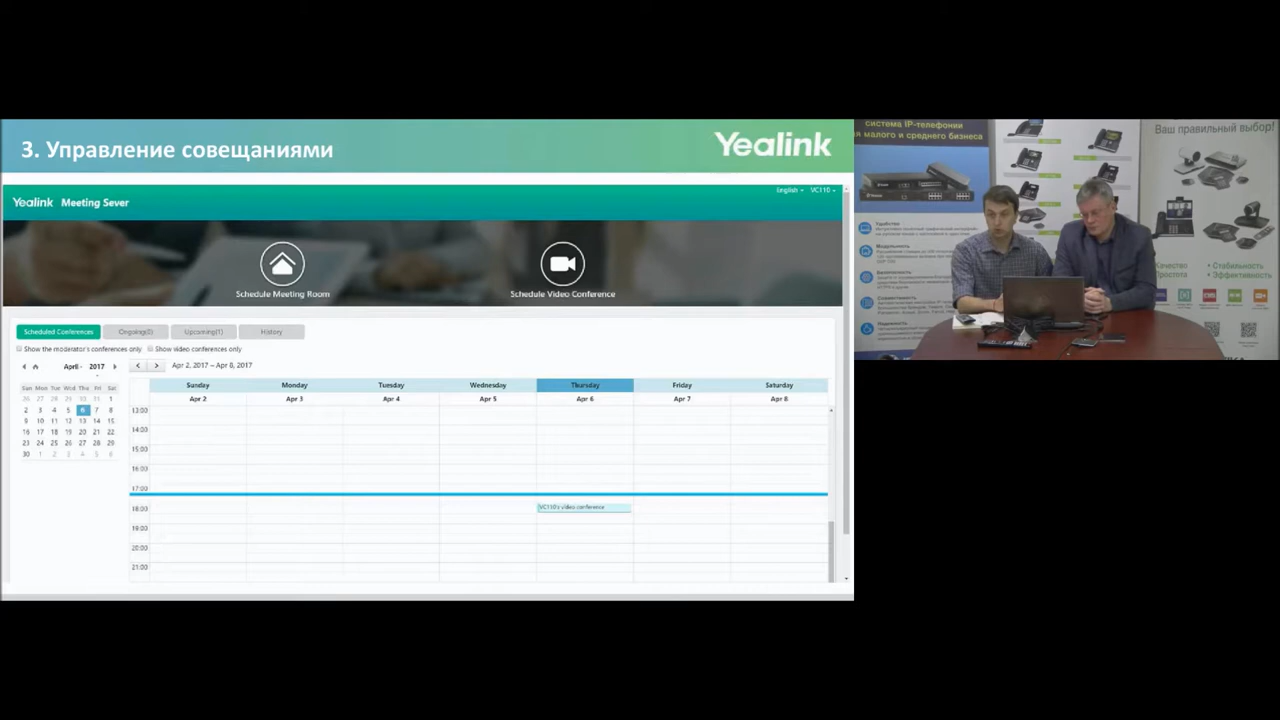 3. Управление совещаниями
Yealink
English VC110
Yealink Meeting Sever
Schedule Meeting Room
Schedule Video Conference
Scheduled Conferences
Ongoing(0)
Upcoming(1)
History
Show the moderator's conferences only
Show video conferences only
April 2017
Apr 2, 2017 – Apr 8, 2017
Sun Mon Tue Wed Thu Fri Sat
26 27 28 29 30 31 1
2 3 4 5 6 7 8
9 10 11 12 13 14 15
16 17 18 19 20 21 22
23 24 25 26 27 28 29
30 1 2 3 4 5 6
Sunday Monday Tuesday Wednesday Thursday Friday Saturday
Apr 2 Apr 3 Apr 4 Apr 5 Apr 6 Apr 7 Apr 8
13:00
14:00
15:00
16:00
17:00
18:00
VC110's video conference
19:00
20:00
21:00
система IP-телефонии
ля малого и среднего бизнеса
Удобство
Модульность
Безопасность
Совместимость
Надежность
Ваш правильный выбор!
Качество
Простота
• Стабильность
• Эффективность